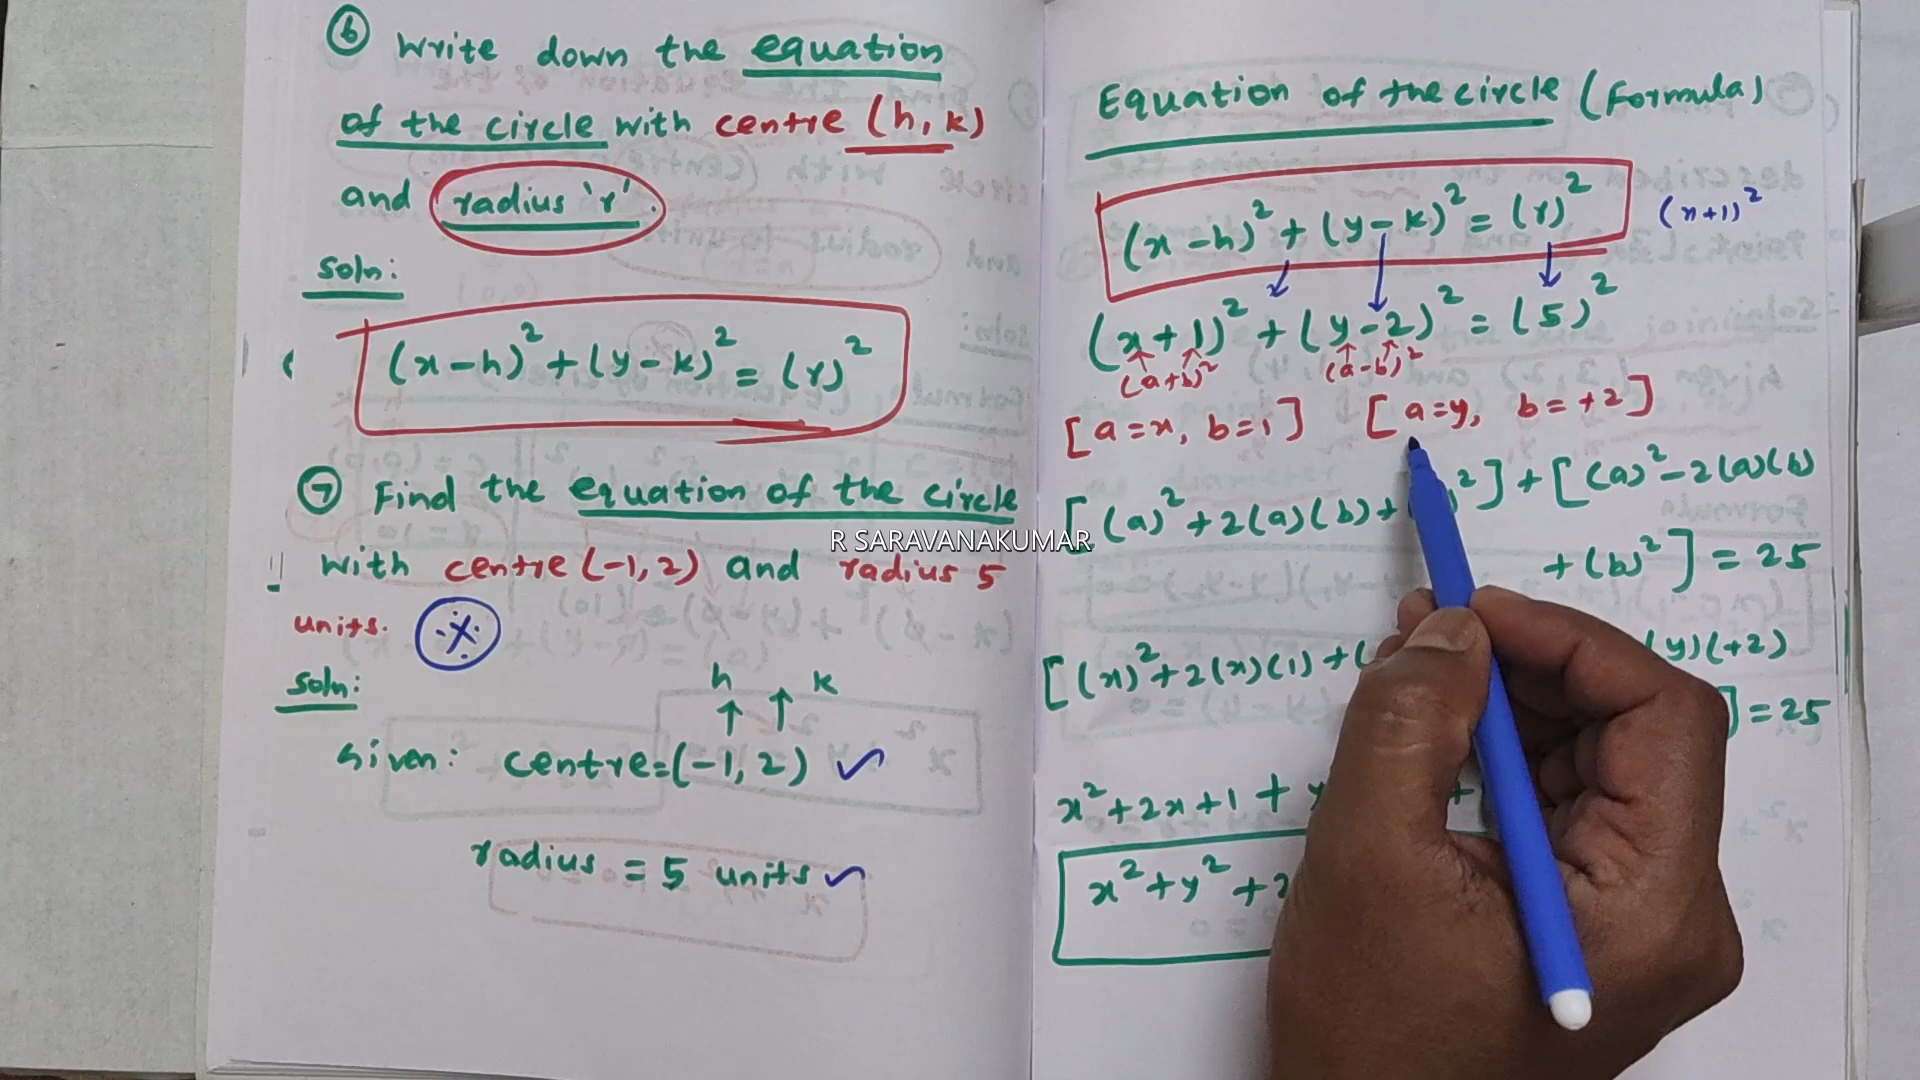 ⑥ Write down the equation
of the circle with centre (h, k)
and radius 'r'.
Soln:
(x-h)² + (y-k)² = (r)²
⑦ Find the equation of the circle
with centre (-1, 2) and radius 5
units.
Soln:
h k
Given: centre=(-1, 2)
radius = 5 units
Equation of the circle (Formula)
(x-h)² + (y-k)² = (r)²
(x+1)²
(x+1)² + (y-2)² = (5)²
(a+b)² (a-b)²
[a=x, b=1] [a=y, b=+2]
[(a)²+2(a)(b)+ ²]+[(a)²-2(a)(b)
+(b)²]=25
[(x)²+2(x)(1)+( (y)(+2)
]=25
x²+2x+1+y
x²+y²+2
R SARAVANAKUMAR